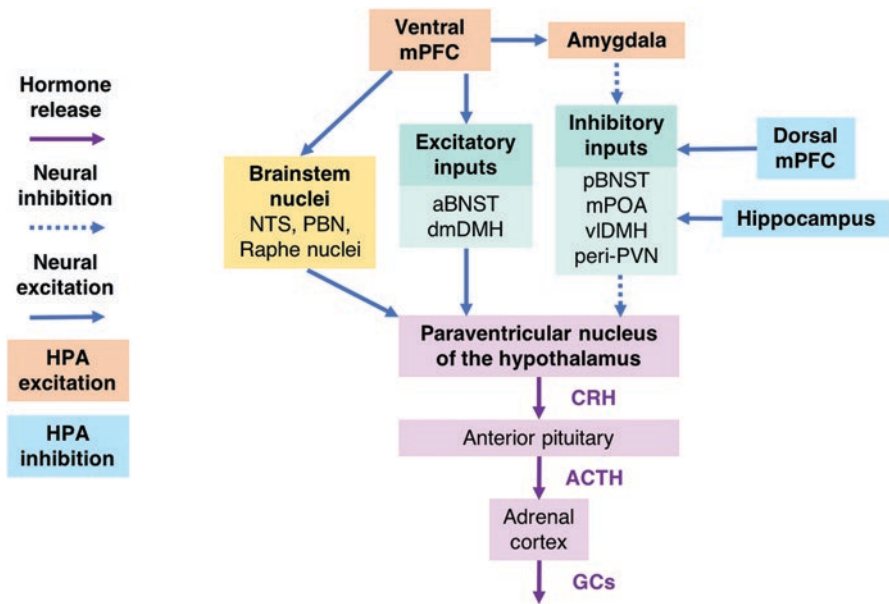 Hormone
release
Neural
inhibition
Neural
excitation
HPA
excitation
HPA
inhibition
Ventral
mPFC
Amygdala
Brainstem
nuclei
NTS, PBN,
Raphe nuclei
Excitatory
inputs
aBNST
dmDMH
Inhibitory
inputs
pBNST
mPOA
vlDMH
peri-PVN
Dorsal
mPFC
Hippocampus
Paraventricular nucleus
of the hypothalamus
CRH
Anterior pituitary
ACTH
Adrenal
cortex
GCs